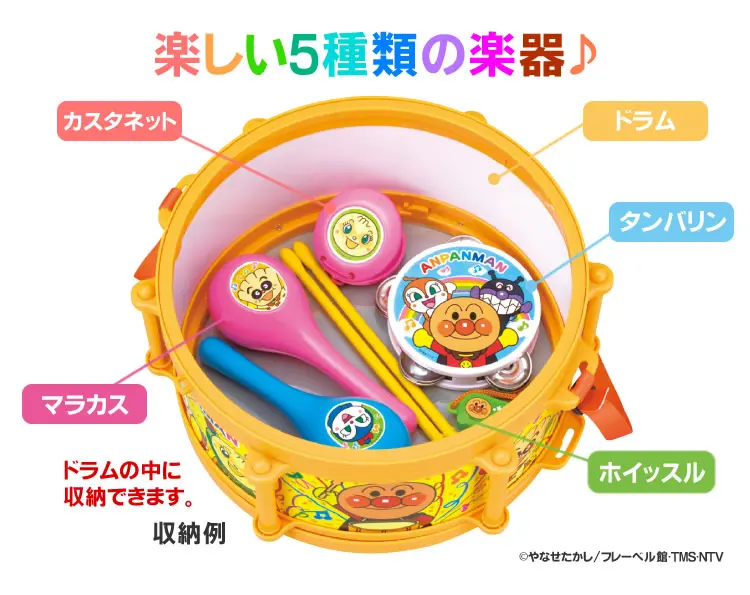 楽しい5種類の楽器♪
カスタネット
ドラム
タンバリン
ANPANMAN
マラカス
ホイッスル
ドラムの中に
収納できます。
収納例
©やなせたかし/フレーベル館・TMS・NTV